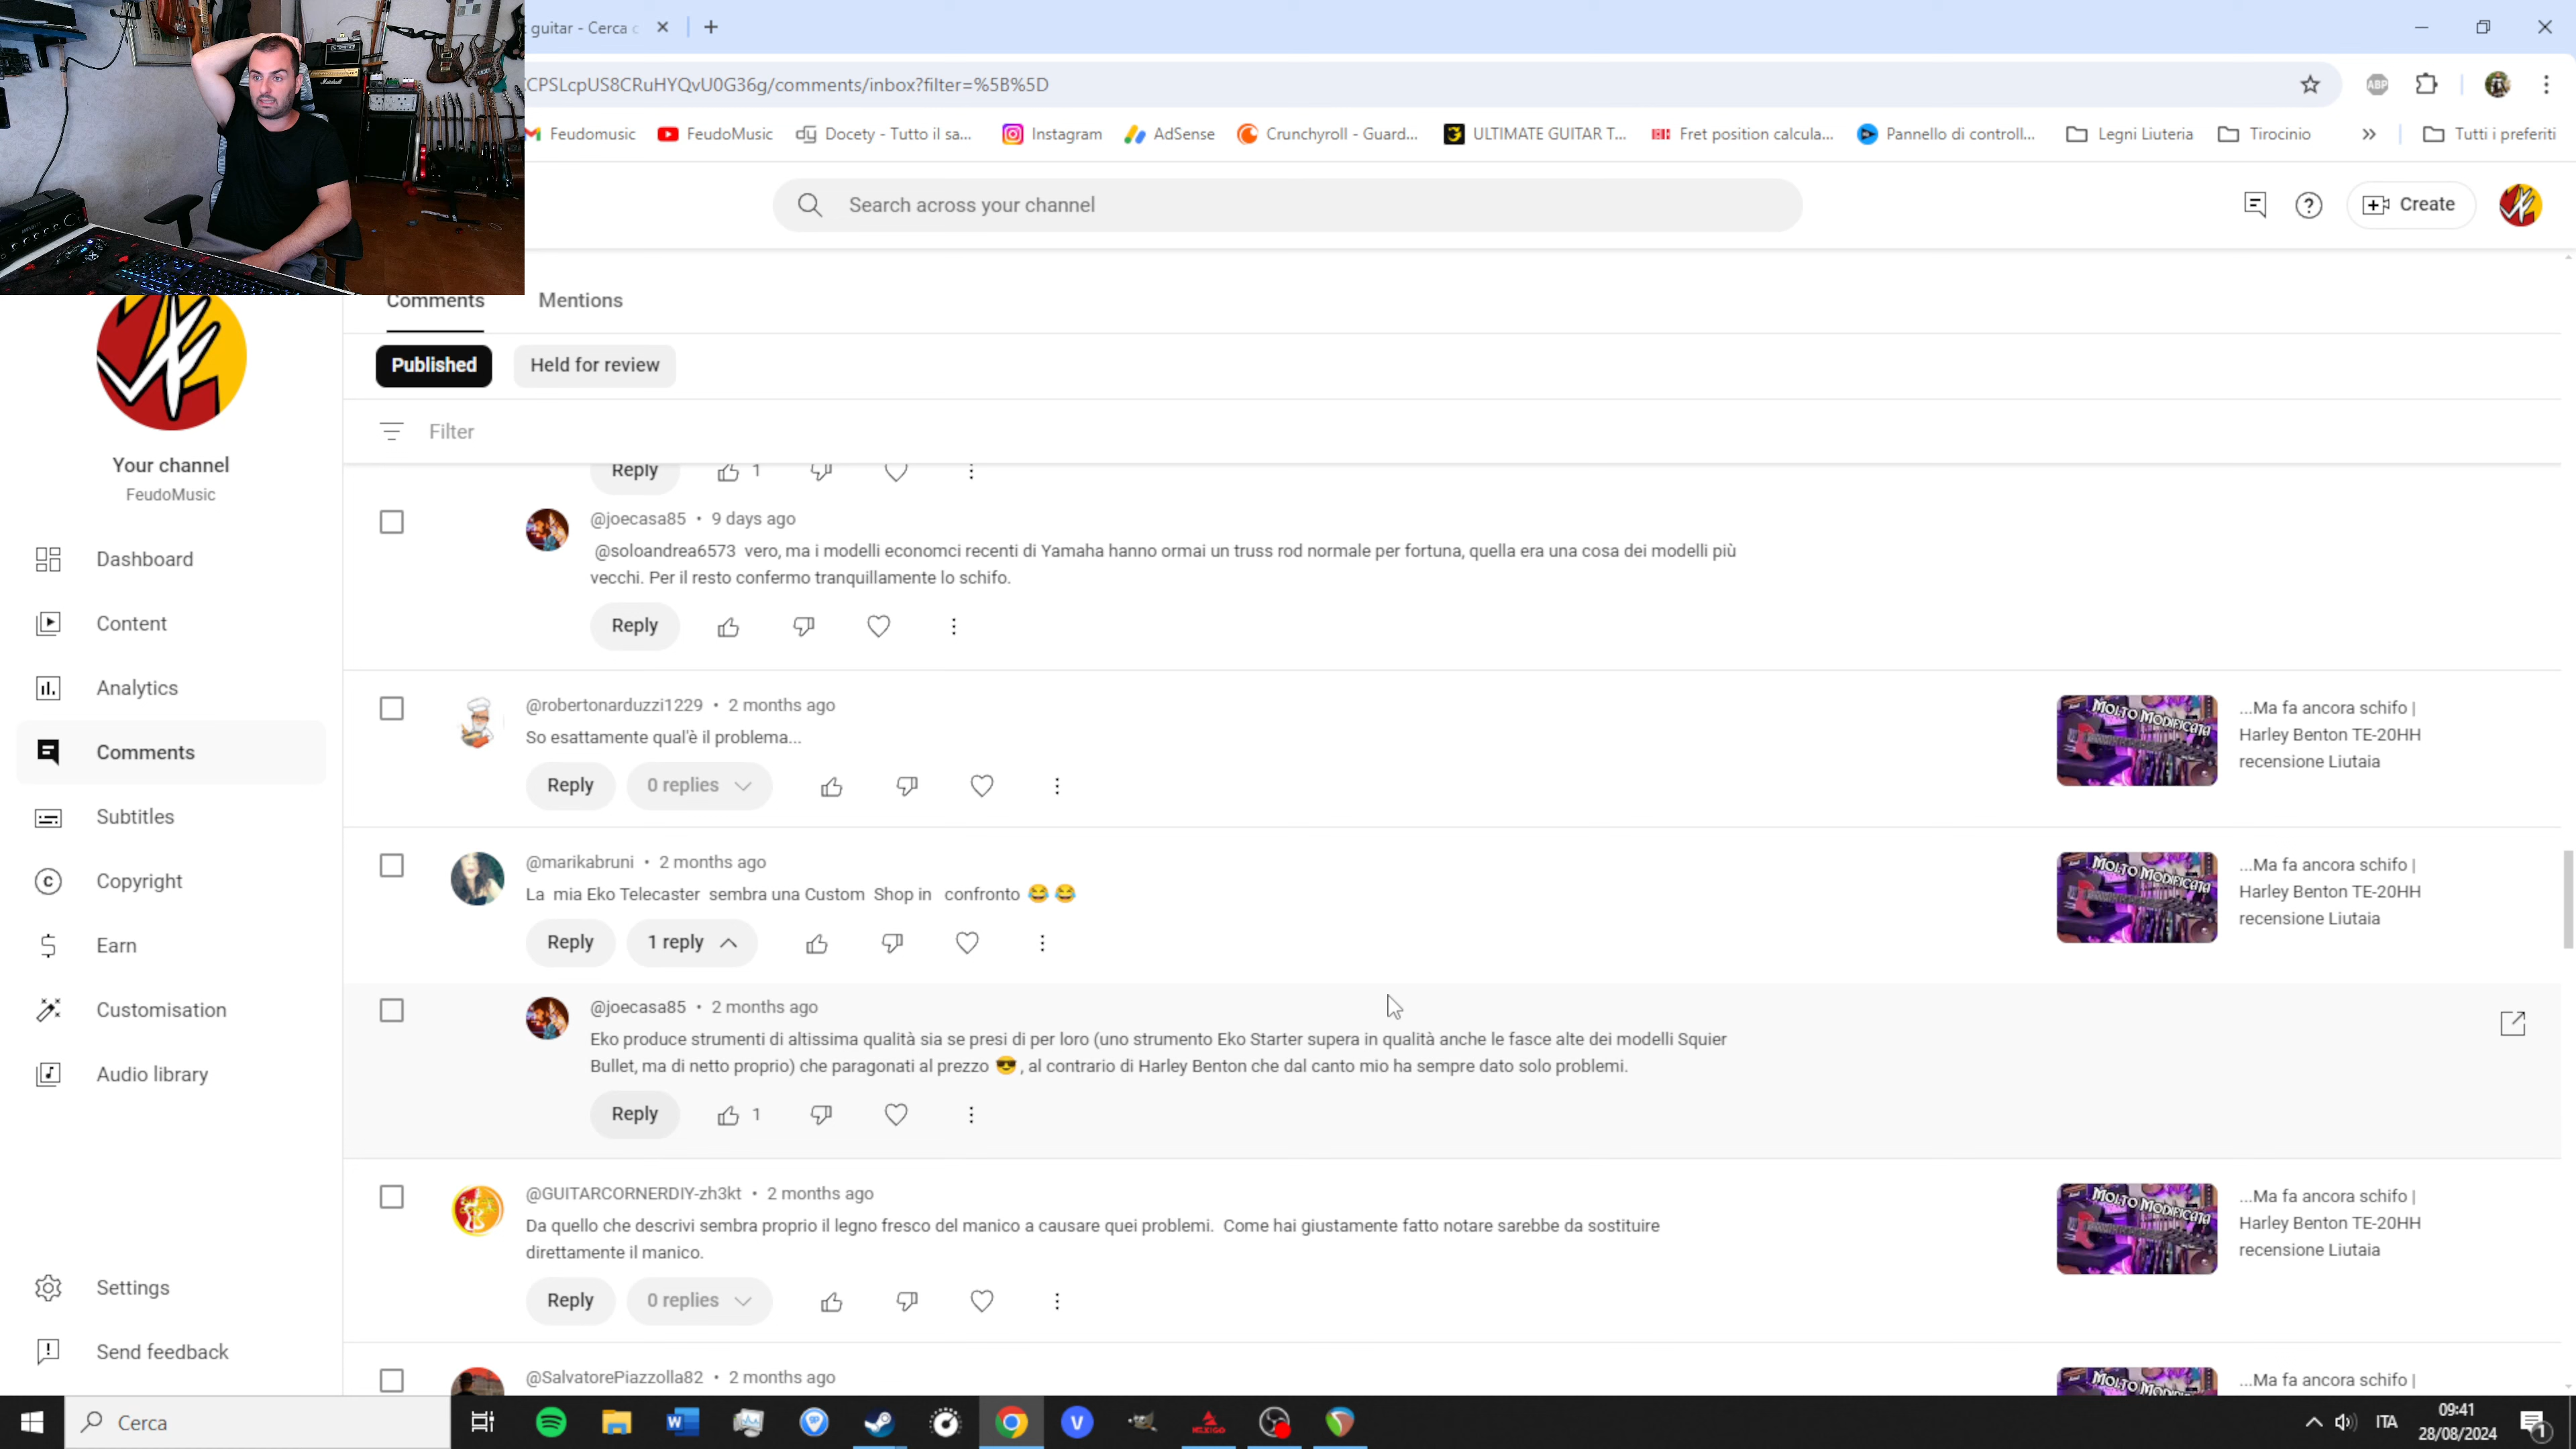 guitar - Cerca
CPSLcpUS8CRuHYQvU0G36g/comments/inbox?filter=%5B%5D
ABP
Feudomusic
FeudoMusic
Docety - Tutto il sa...
Instagram
AdSense
Crunchyroll - Guard...
ULTIMATE GUITAR T...
Fret position calcula...
Pannello di controll...
Legni Liuteria
Tirocinio
Tutti i preferiti
Search across your channel
Create
Comments
Mentions
Published
Held for review
Filter
Your channel
FeudoMusic
Dashboard
Content
Analytics
Comments
Subtitles
Copyright
Earn
Customisation
Audio library
Settings
Send feedback
Reply
1
@joecasa85 • 9 days ago
@soloandrea6573 vero, ma i modelli economci recenti di Yamaha hanno ormai un truss rod normale per fortuna, quella era una cosa dei modelli più
vecchi. Per il resto confermo tranquillamente lo schifo.
Reply
@robertonarduzzi1229 • 2 months ago
So esattamente qual'è il problema...
Reply
0 replies
MOLTO MODIFICATA
...Ma fa ancora schifo |
Harley Benton TE-20HH
recensione Liutaia
@marikabruni • 2 months ago
La mia Eko Telecaster sembra una Custom Shop in confronto 😂 😂
Reply
1 reply
MOLTO MODIFICATA
...Ma fa ancora schifo |
Harley Benton TE-20HH
recensione Liutaia
@joecasa85 • 2 months ago
Eko produce strumenti di altissima qualità sia se presi di per loro (uno strumento Eko Starter supera in qualità anche le fasce alte dei modelli Squier
Bullet, ma di netto proprio) che paragonati al prezzo 😎 , al contrario di Harley Benton che dal canto mio ha sempre dato solo problemi.
Reply
1
@GUITARCORNERDIY-zh3kt • 2 months ago
Da quello che descrivi sembra proprio il legno fresco del manico a causare quei problemi. Come hai giustamente fatto notare sarebbe da sostituire
direttamente il manico.
Reply
0 replies
MOLTO MODIFICATA
...Ma fa ancora schifo |
Harley Benton TE-20HH
recensione Liutaia
@SalvatorePiazzolla82 • 2 months ago
...Ma fa ancora schifo |
Cerca
ITA
09:41
28/08/2024
1